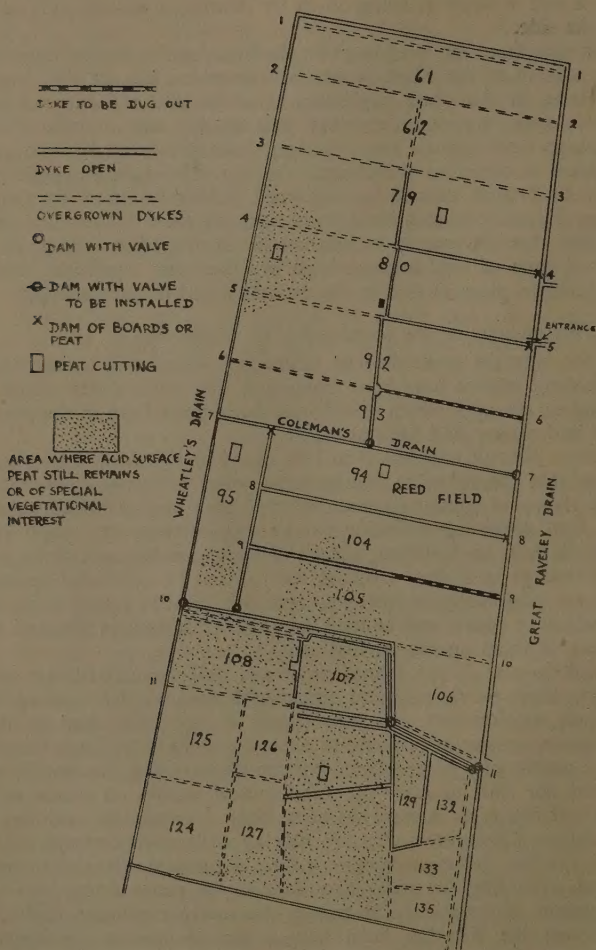 DYKE TO BE DUG OUT
DYKE OPEN
OVERGROWN DYKES
DAM WITH VALVE
DAM WITH VALVE
TO BE INSTALLED
DAM OF BOARDS OR
PEAT
PEAT CUTTING
AREA WHERE ACID SURFACE
PEAT STILL REMAINS
OR OF SPECIAL
VEGETATIONAL
INTEREST
1
1
61
2
2
62
3
3
79
4
4
80
5
ENTRANCE
5
92
6
6
93
7
COLEMAN'S DRAIN
7
WHEATLEY'S DRAIN
94
REED FIELD
95
8
8
104
GREAT RAVELEY DRAIN
9
9
105
10
10
108
107
106
11
11
125
126
129
132
124
127
133
135